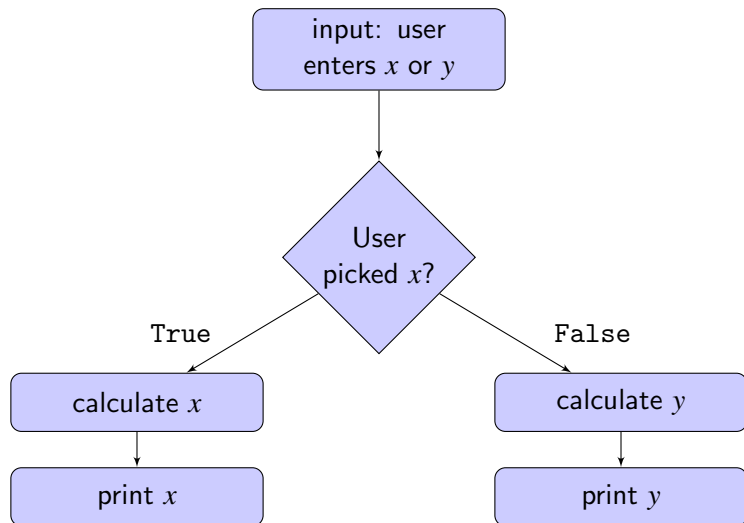 input: user
enters x or y
User
picked x?
True
False
calculate x
calculate y
print x
print y